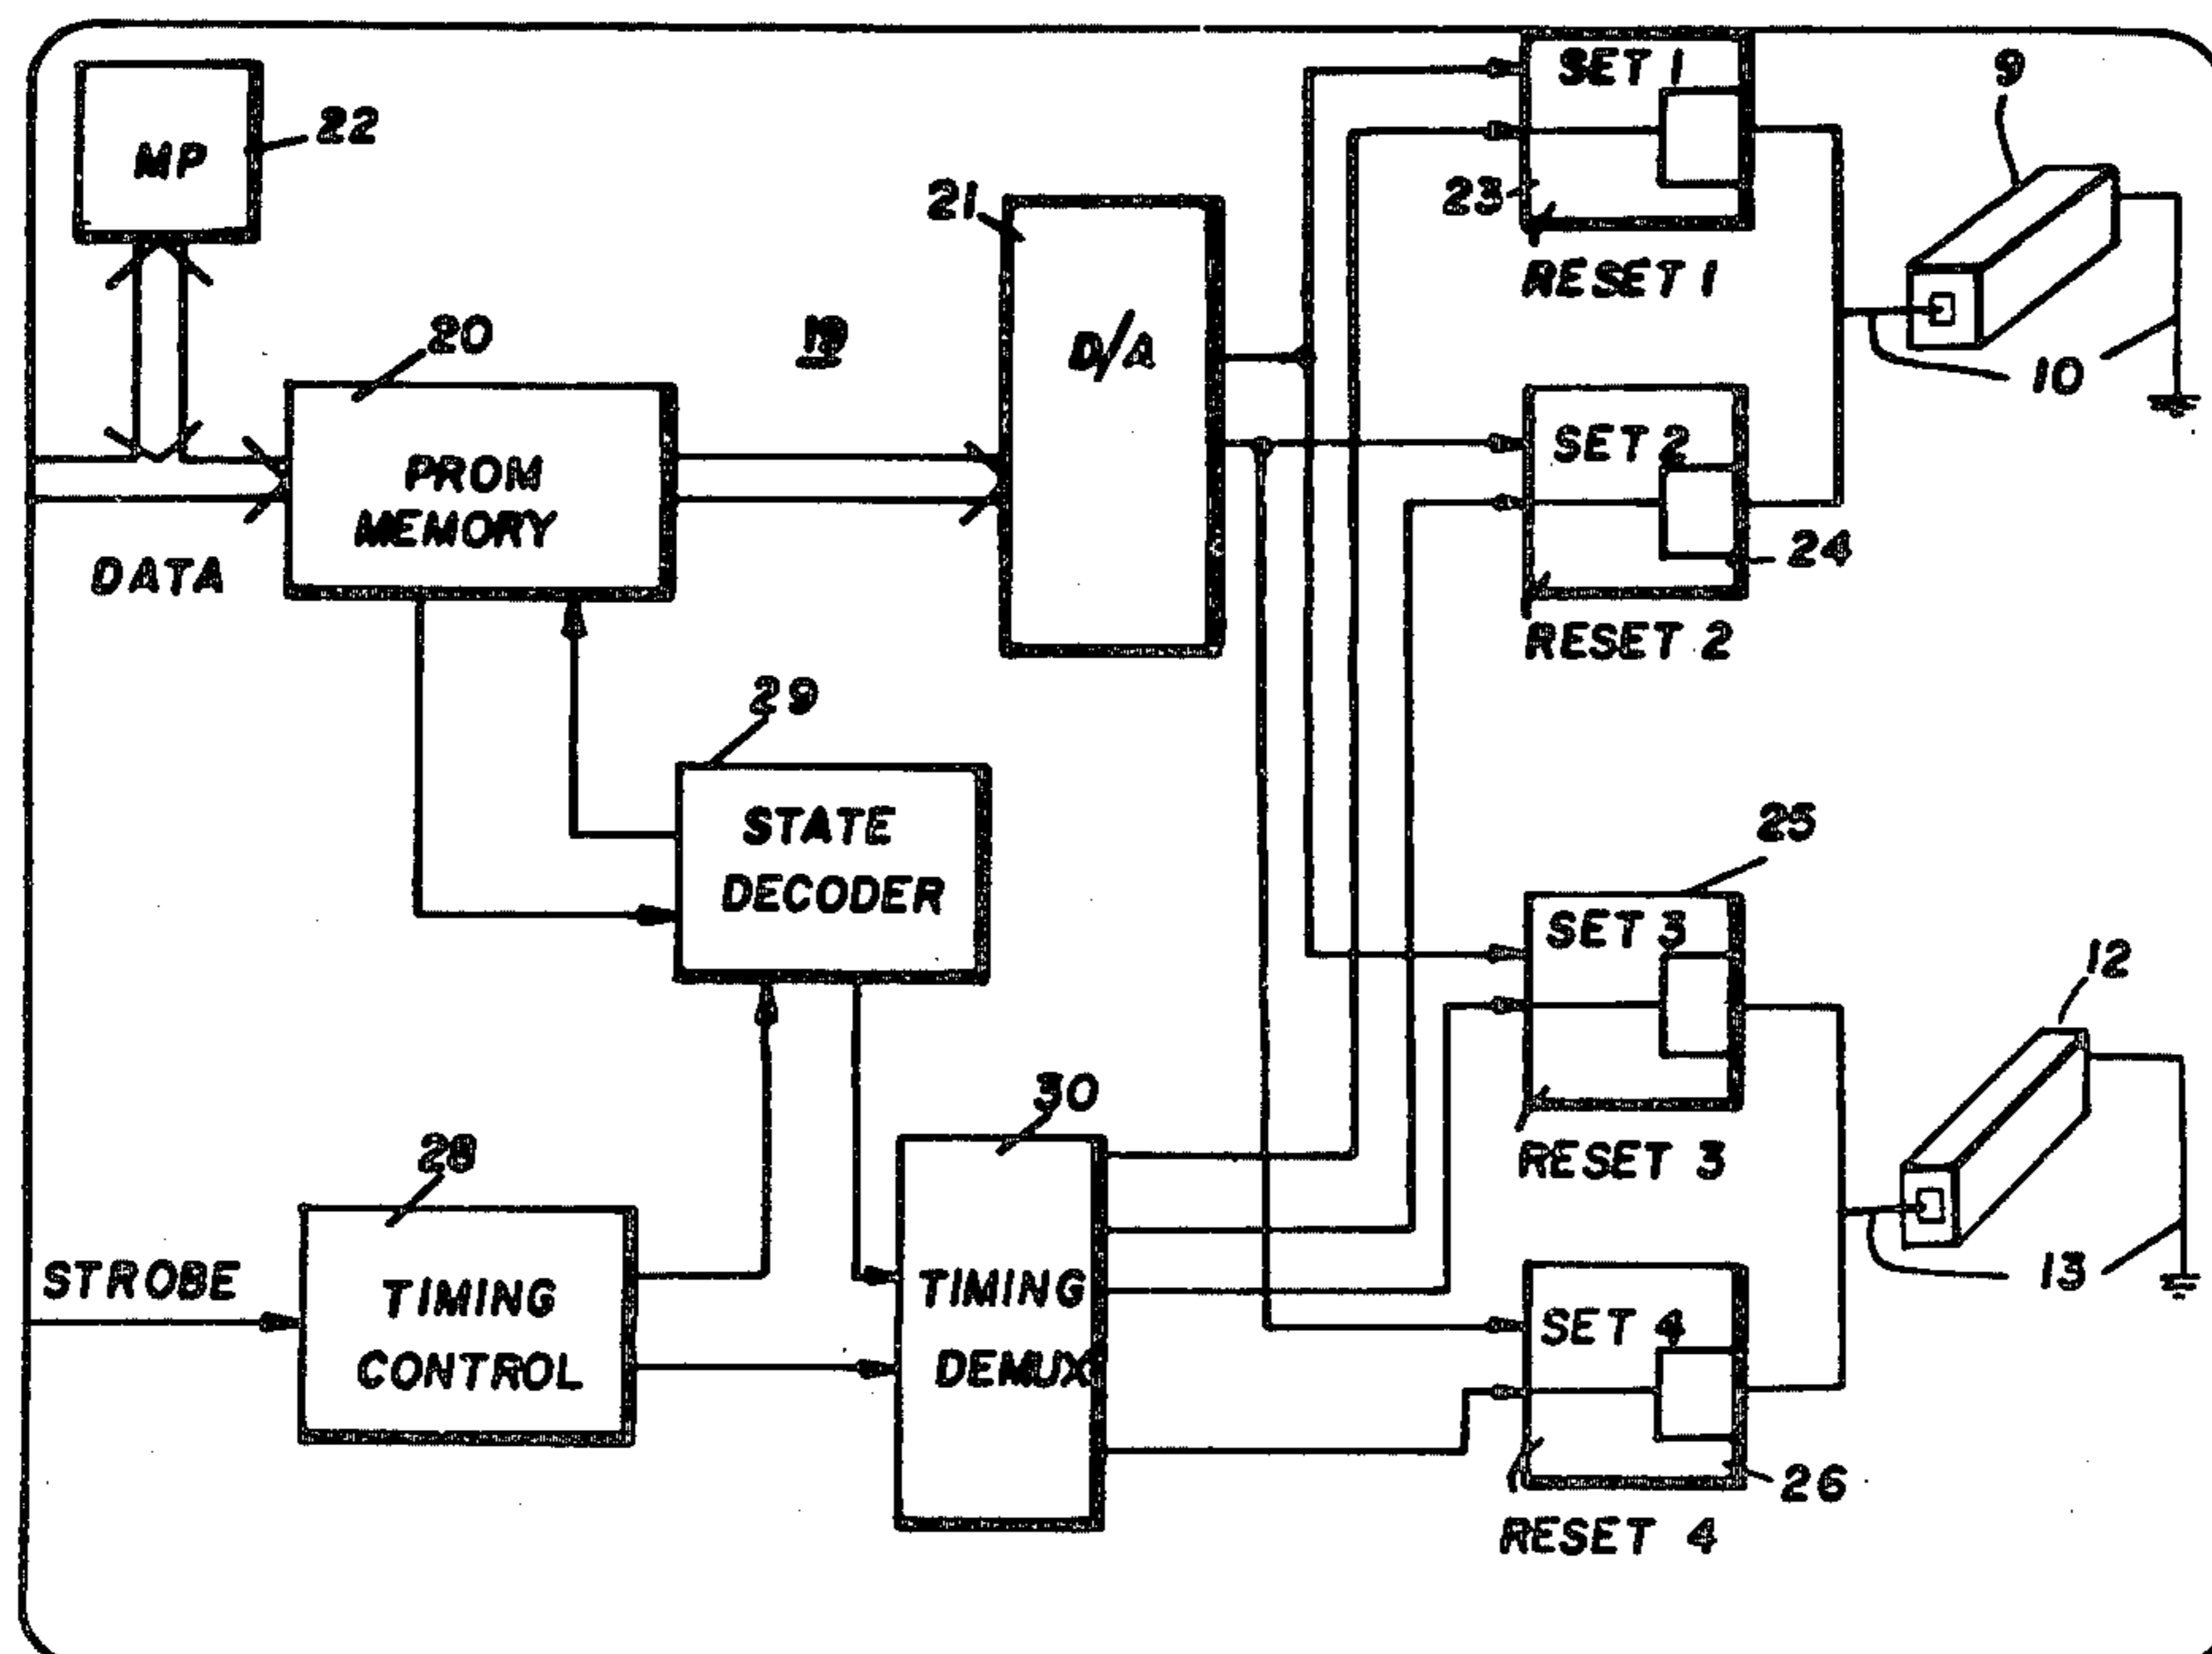 MP
22
DATA
20
PROM
MEMORY
19
21
D/A
29
STATE
DECODER
STROBE
28
TIMING
CONTROL
30
TIMING
DEMUX
SET 1
23
RESET 1
SET 2
24
RESET 2
25
SET 3
RESET 3
SET 4
26
RESET 4
9
10
12
13